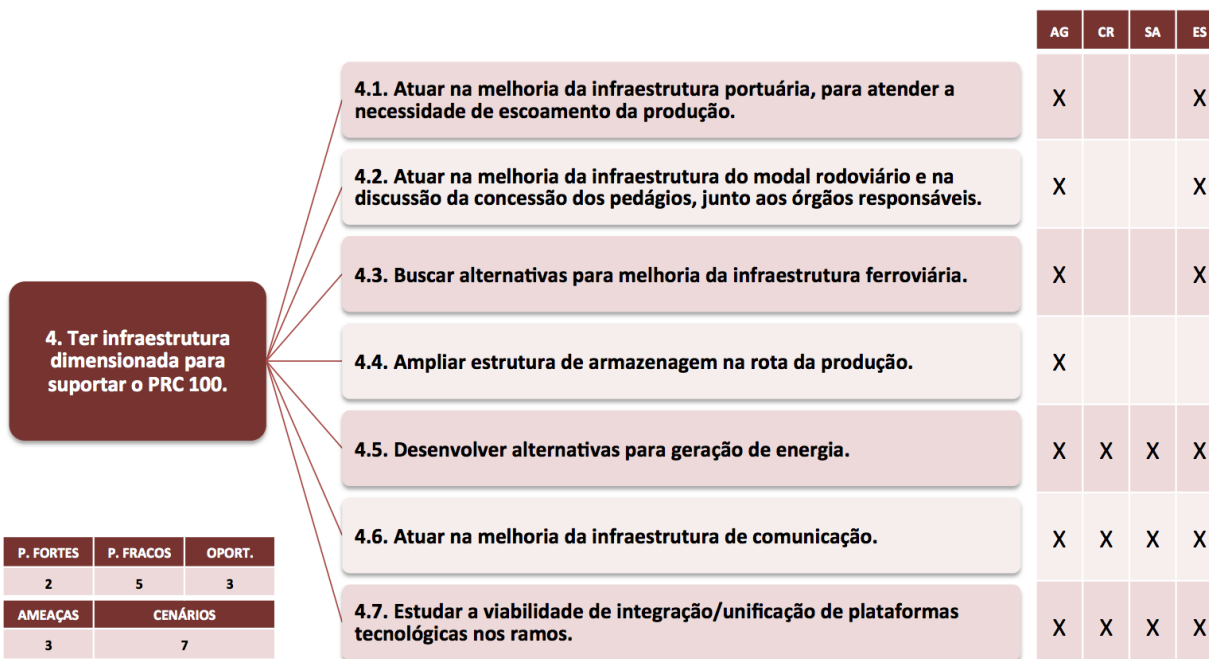 AG CR SA ES
4.1. Atuar na melhoria da infraestrutura portuária, para atender a
necessidade de escoamento da produção.
X X
4.2. Atuar na melhoria da infraestrutura do modal rodoviário e na
discussão da concessão dos pedágios, junto aos órgãos responsáveis.
X X
4.3. Buscar alternativas para melhoria da infraestrutura ferroviária.
X X
4. Ter infraestrutura
dimensionada para
suportar o PRC 100.
4.4. Ampliar estrutura de armazenagem na rota da produção.
X
4.5. Desenvolver alternativas para geração de energia.
X X X X
4.6. Atuar na melhoria da infraestrutura de comunicação.
X X X X
4.7. Estudar a viabilidade de integração/unificação de plataformas
tecnológicas nos ramos.
X X X X
P. FORTES P. FRACOS OPORT.
2 5 3
AMEAÇAS CENÁRIOS
3 7